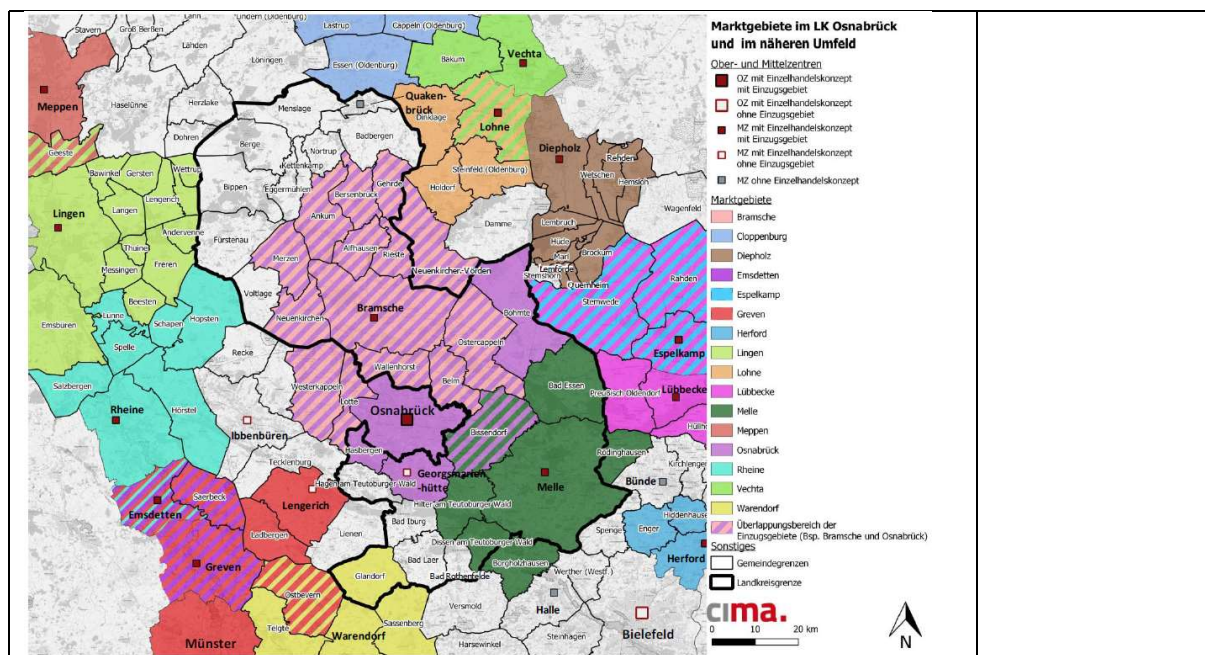 Stavern
Groß Berßen
Lähden
Lastrup
Cappeln (Oldenburg)
Löningen
Essen (Oldenburg)
Bakum
Vechta
Meppen
Haselünne
Herzlake
Menslage
Quaken-
brück
Dinklage
Lohne
Badbergen
Dohren
Berge
Nortrup
Kettenkamp
Diepholz
Rehden
Wetschen
Hemsloh
Geeste
Bawinkel
Gersten
Wettrup
Bippen
Eggermühlen
Gehrde
Bersenbrück
Steinfeld (Oldenburg)
Holdorf
Lingen
Lengerich
Langen
Ankum
Damme
Wagenfeld
Andervenne
Fürstenau
Alfhausen
Rieste
Lembruch
Hüde
Brockum
Marl
Thuine
Messingen
Freren
Merzen
Neuenkirchen-Vörden
Lemförde
Stemshorn
Quernheim
Rahden
Beesten
Voltlage
Stemwede
Lünne
Schapen
Hopsten
Neuenkirchen
Bramsche
Bohmte
Emsbüren
Spelle
Ostercappeln
Espelkamp
Recke
Wallenhorst
Belm
Bad Essen
Salzbergen
Westerkappeln
Lotte
Preußisch Oldendorf
Lübbecke
Rheine
Hörstel
Osnabrück
Bissendorf
Ibbenbüren
Hasbergen
Rödinghausen
Tecklenburg
Georgsmarien
-hütte
Melle
Hagen am Teutoburger Wald
Bünde
Saerbeck
Lengerich
Hilter am Teutoburger Wald
Emsdetten
Bad Iburg
Spenge
Enger
Ladbergen
Lienen
Dissen am Teutoburger Wald
Herford
Greven
Bad Laer
Borgholzhausen
Glandorf
Bad Rothenfelde
Werther (Westf.)
Ostbevern
Versmold
Halle
Telgte
Sassenberg
Münster
Warendorf
Harsewinkel
Steinhagen
Bielefeld
Marktgebiete im LK Osnabrück
und im näheren Umfeld
Ober- und Mittelzentren
OZ mit Einzelhandelskonzept
mit Einzugsgebiet
OZ mit Einzelhandelskonzept
ohne Einzugsgebiet
MZ mit Einzelhandelskonzept
mit Einzugsgebiet
MZ mit Einzelhandelskonzept
ohne Einzugsgebiet
MZ ohne Einzelhandelskonzept
Marktgebiete
Bramsche
Cloppenburg
Diepholz
Emsdetten
Espelkamp
Greven
Herford
Lingen
Lohne
Lübbecke
Melle
Meppen
Osnabrück
Rheine
Vechta
Warendorf
Überlappungsbereich der
Einzugsgebiete (Bsp. Bramsche und Osnabrück)
Sonstiges
Gemeindegrenzen
Landkreisgrenze
cima.
0 10 20 km
N